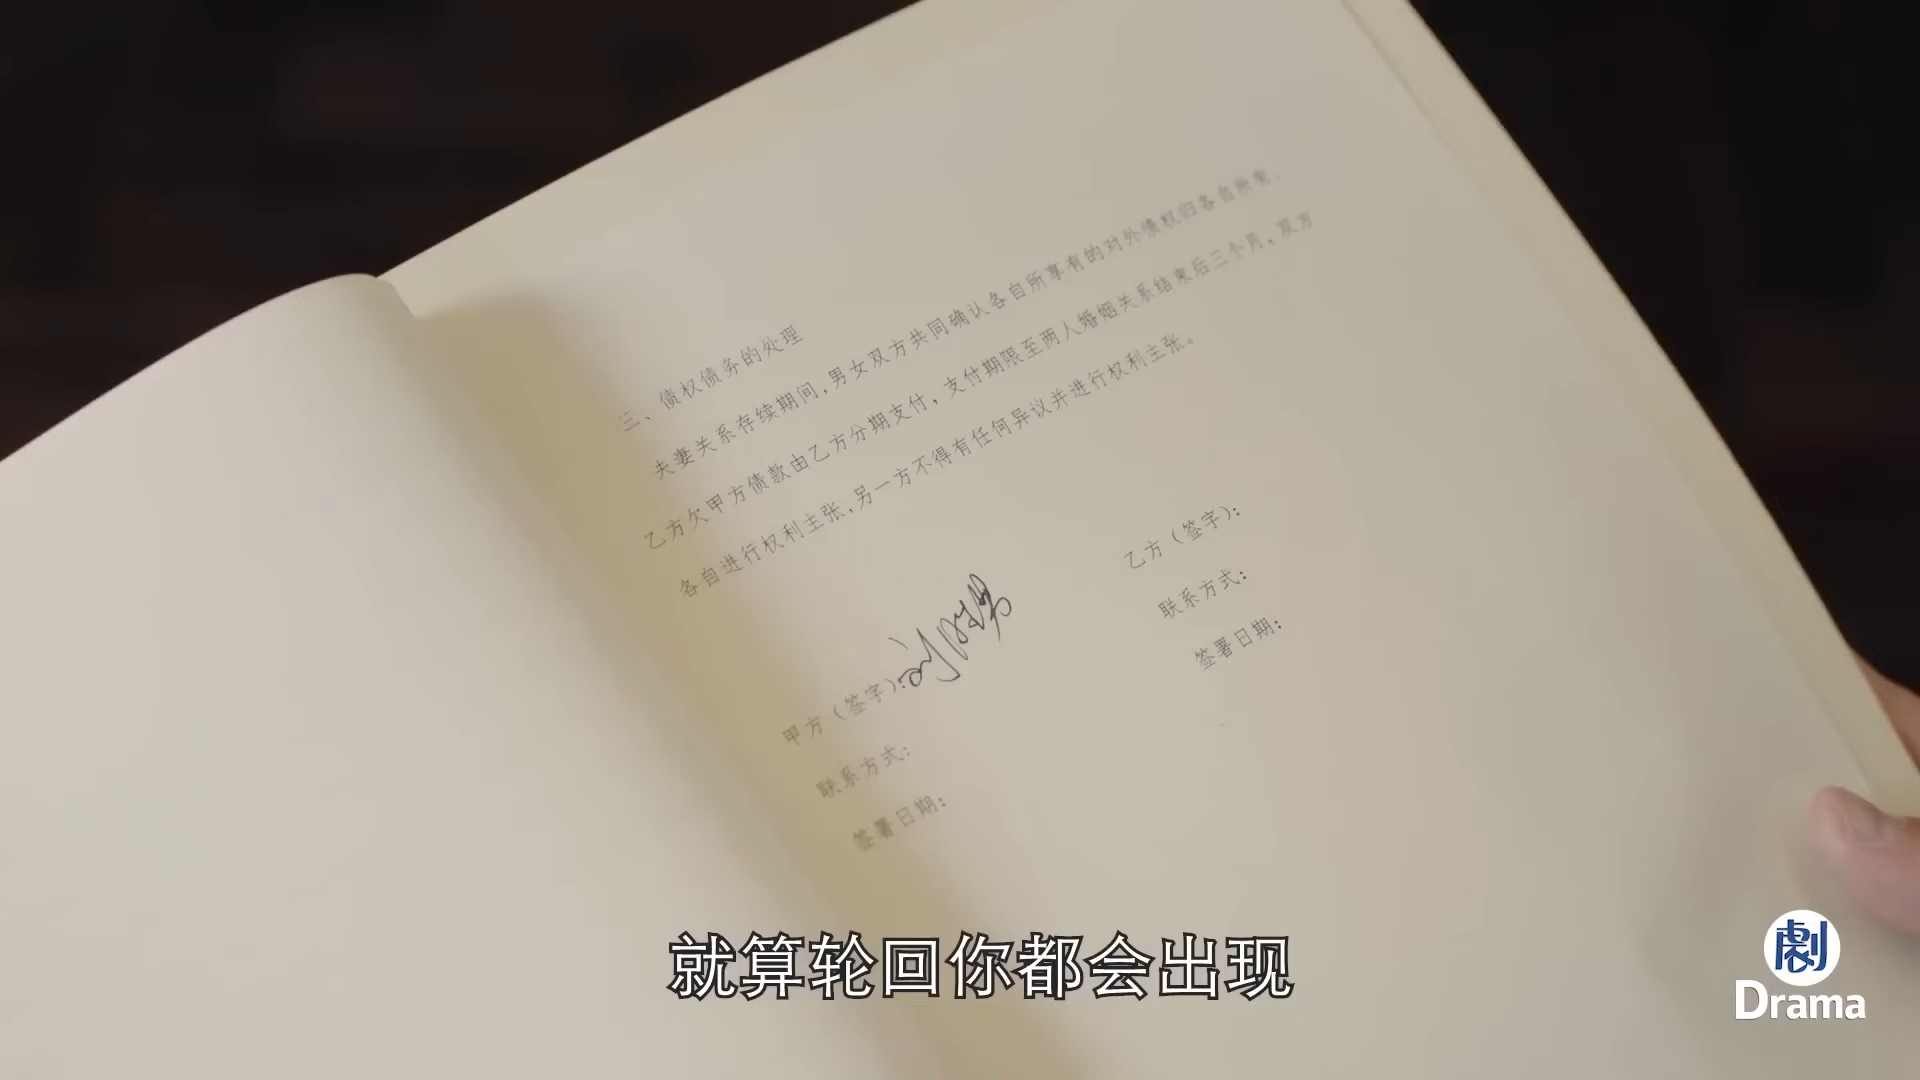 三、债权债务的处理
夫妻关系存续期间,男女双方共同确认各自所享有的对外债权归各自所有.
乙方欠甲方债款由乙方分期支付，支付期限至两人婚姻关系结束后三个月。双方
各自进行权利主张,另一方不得有任何异议并进行权利主张。
甲方（签字）：
联系方式：
签署日期：
乙方（签字）：
联系方式：
签署日期：
就算轮回你都会出现
劇
Drama